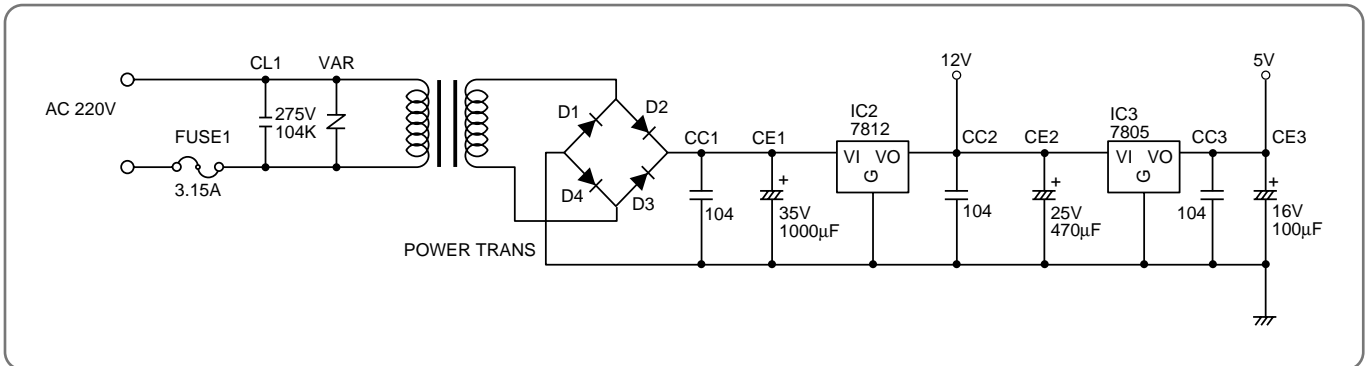 AC 220V
FUSE1
3.15A
CL1
275V
104K
VAR
POWER TRANS
D1
D2
D4
D3
CC1
104
CE1
+
35V
1000μF
IC2
7812
VI VO
G
12V
CC2
104
CE2
+
25V
470μF
IC3
7805
VI VO
G
CC3
104
5V
CE3
+
16V
100μF